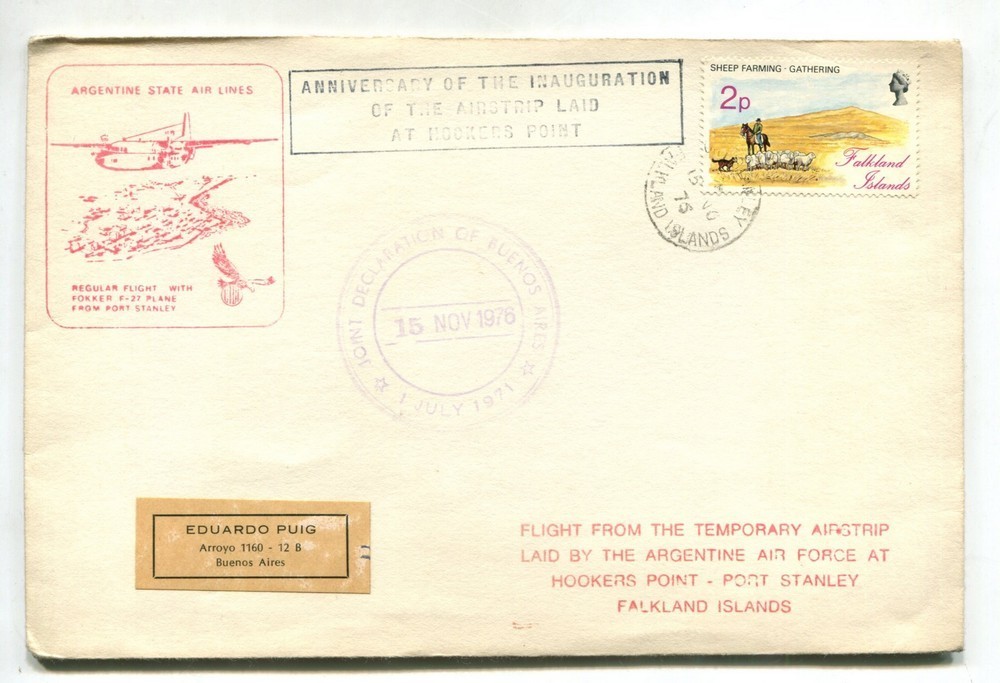 ARGENTINE STATE AIR LINES
REGULAR FLIGHT WITH
FOKKER F-27 PLANE
FROM PORT STANLEY
ANNIVERSARY OF THE INAUGURATION
OF THE AIRSTRIP LAID
AT HOOKERS POINT
SHEEP FARMING · GATHERING
2p
Falkland
Islands
15
NO
FALKLAND ISLANDS
JOINT DECLARATION OF BUENOS AIRES
15 NOV 1976
1 JULY 1971
EDUARDO PUIG
Arroyo 1160 - 12 B
Buenos Aires
FLIGHT FROM THE TEMPORARY AIRSTRIP
LAID BY THE ARGENTINE AIR FORCE AT
HOOKERS POINT - PORT STANLEY
FALKLAND ISLANDS